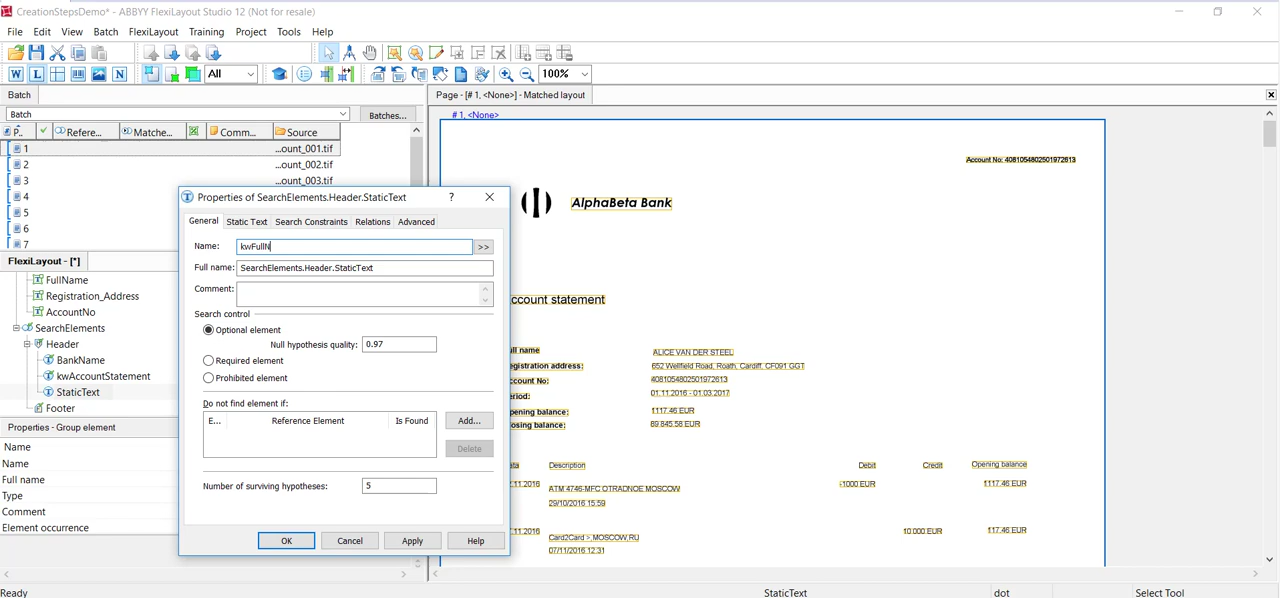 CreationStepsDemo* - ABBYY FlexiLayout Studio 12 (Not for resale)
File Edit View Batch FlexiLayout Training Project Tools Help
All
100%
Batch
Page - [# 1, <None>] - Matched layout
Batch
Batches...
# 1, <None>
P... Refere... Matche... Comm... Source
1 ...ount_001.tif
2 ...ount_002.tif
3 ...ount_003.tif
4
5
6
7
FlexiLayout - [*]
FullName
Registration_Address
AccountNo
SearchElements
Header
BankName
kwAccountStatement
StaticText
Footer
Properties - Group element
Name
Name
Full name
Type
Comment
Element occurrence
Properties of SearchElements.Header.StaticText
General Static Text Search Constraints Relations Advanced
Name: kwFullN >>
Full name: SearchElements.Header.StaticText
Comment:
Search control
Optional element
Null hypothesis quality: 0.97
Required element
Prohibited element
Do not find element if:
E... Reference Element Is Found
Add...
Delete
Number of surviving hypotheses: 5
OK Cancel Apply Help
Account No: 4081054802501972613
AlphaBeta Bank
ccount statement
ull name ALICE VAN DER STEEL
egistration address: 652 Wellfield Road, Roath, Cardiff, CF091 GGT
ccount No: 4081054802501972613
riod: 01.11.2016 - 01.03.2017
pening balance: 1117.46 EUR
osing balance: 89 845.58 EUR
ata Description Debit Credit Opening balance
.11.2016 ATM 4746-MFC OTRADNOE MOSCOW -1000 EUR 1117.46 EUR
29/10/2016 15:59
.11.2016 Card2Card >,MOSCOW,RU 10 000 EUR 117.46 EUR
07/11/2016 12:31
Ready StaticText dot Select Tool